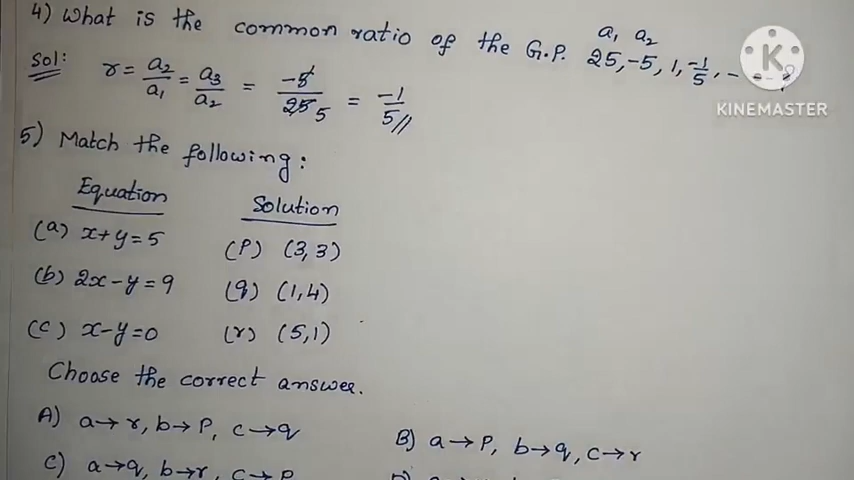 4) What is the common ratio of the G.P. 25, -5, 1, -1/5, - - - ?
a₁ a₂
Sol: r = a₂/a₁ = a₃/a₂ = -5/25 5 = -1/5 //
K
KINEMASTER
5) Match the following:
Equation Solution
(a) x+y=5 (P) (3,3)
(b) 2x-y=9 (q) (1,4)
(c) x-y=0 (r) (5,1)
Choose the correct answer.
A) a→r, b→P, c→q
B) a→P, b→q, c→r
C) a→q, b→r, c→P